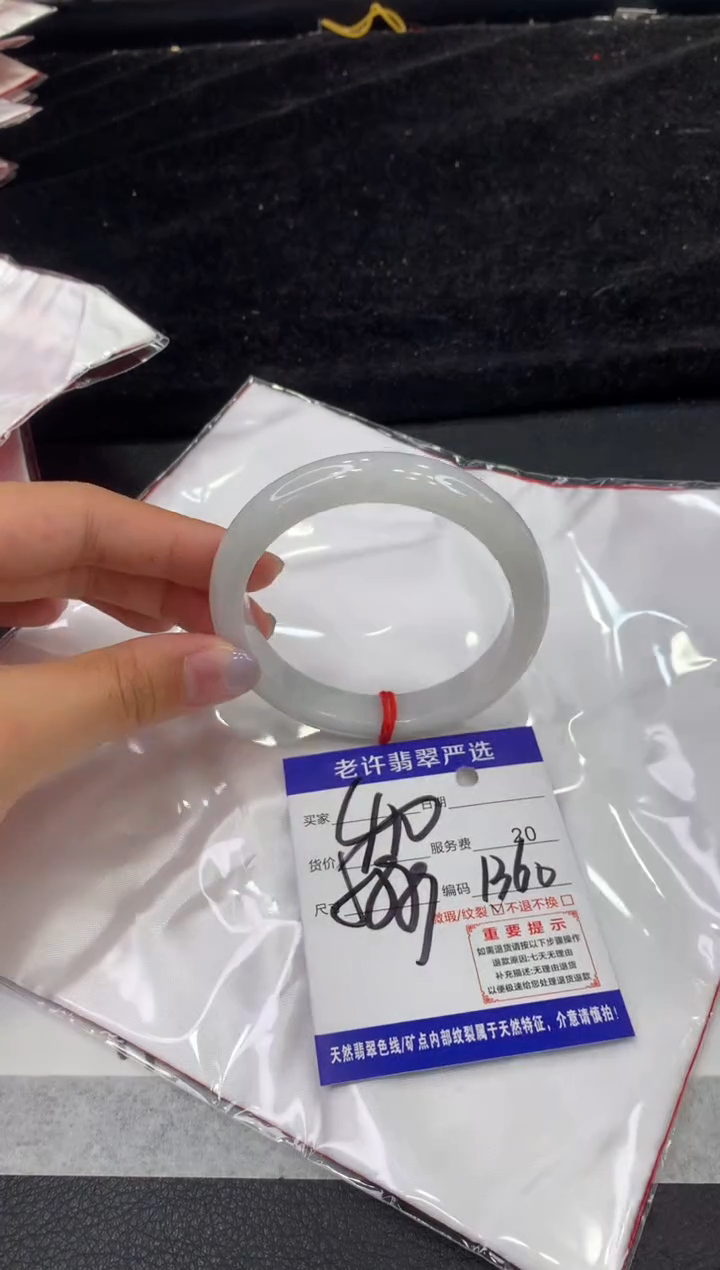 老许翡翠严选
买家 日期
货价 服务费 20
尺 编码 1360
微瑕/纹裂☑不退不换☐
重要提示
如需退货请按以下步骤操作
退款原因:七天无理由
补充描述:无理由退货
以便极速给您处理退货退款
天然翡翠色线/矿点内部纹裂属于天然特征，介意请慎拍!